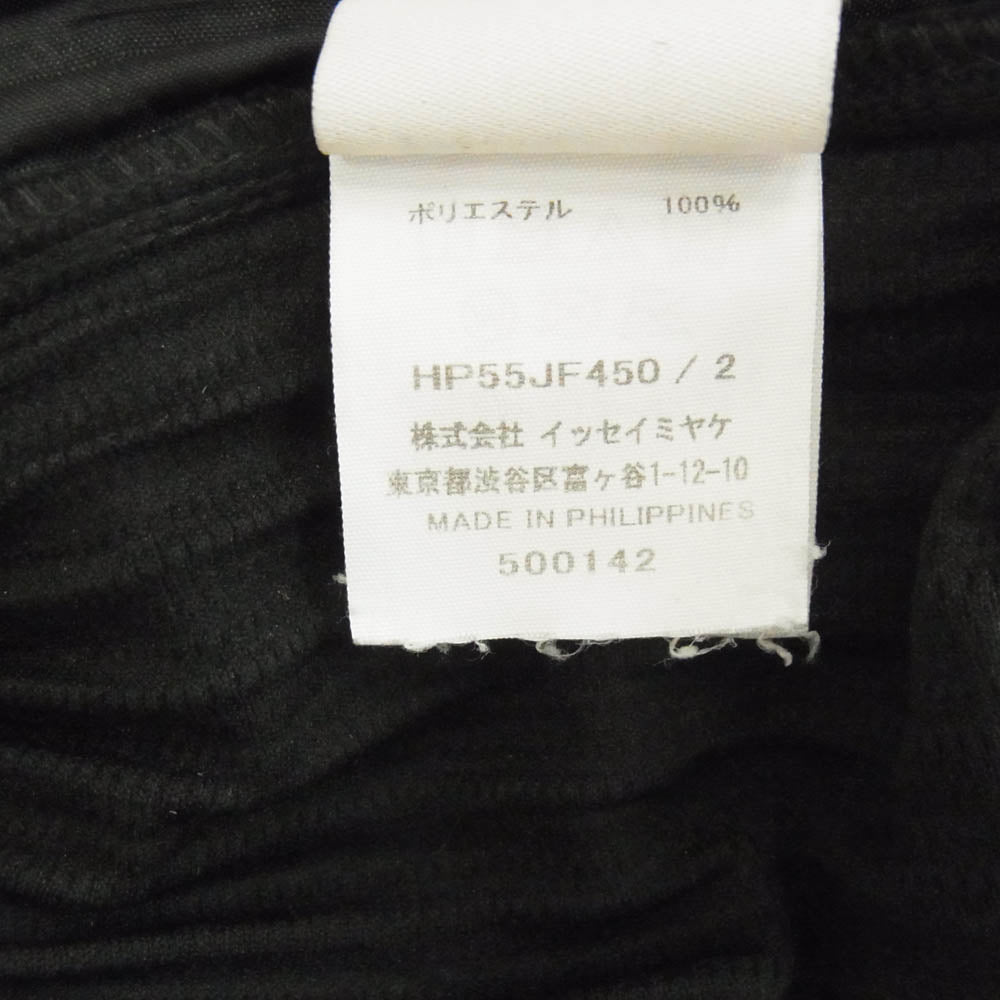 ポリエステル 100%
HP55JF450 / 2
株式会社 イッセイミヤケ
東京都渋谷区富ヶ谷1-12-10
MADE IN PHILIPPINES
500142